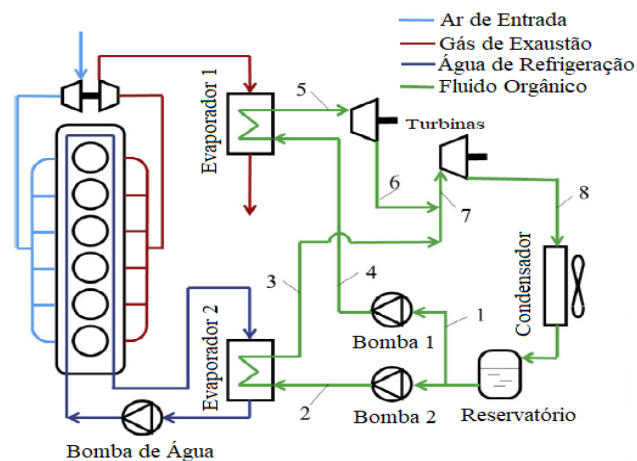 Ar de Entrada
Gás de Exaustão
Água de Refrigeração
Fluido Orgânico
Evaporador 1
5
Turbinas
6
7
8
3
4
Condensador
Evaporador 2
1
Bomba 1
2
Bomba 2
Reservatório
Bomba de Água